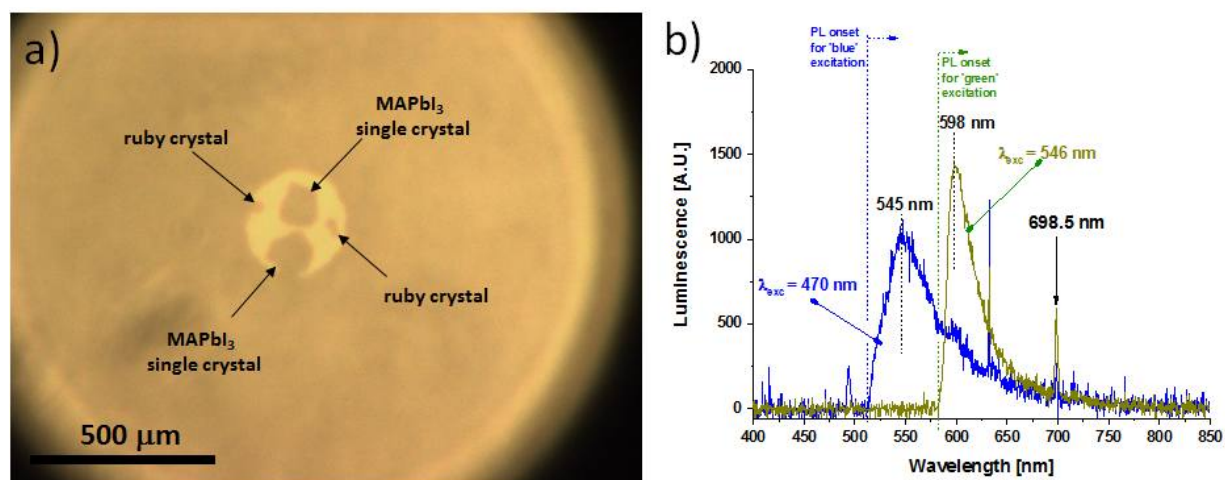 a)
MAPbI₃
single crystal
ruby crystal
ruby crystal
MAPbI₃
single crystal
500 μm
b)
PL onset
for 'blue'
excitation
PL onset
for 'green'
excitation
598 nm
λexc = 546 nm
545 nm
698.5 nm
λexc = 470 nm
Luminescence [A.U.]
2000
1500
1000
500
0
400 450 500 550 600 650 700 750 800 850
Wavelength [nm]